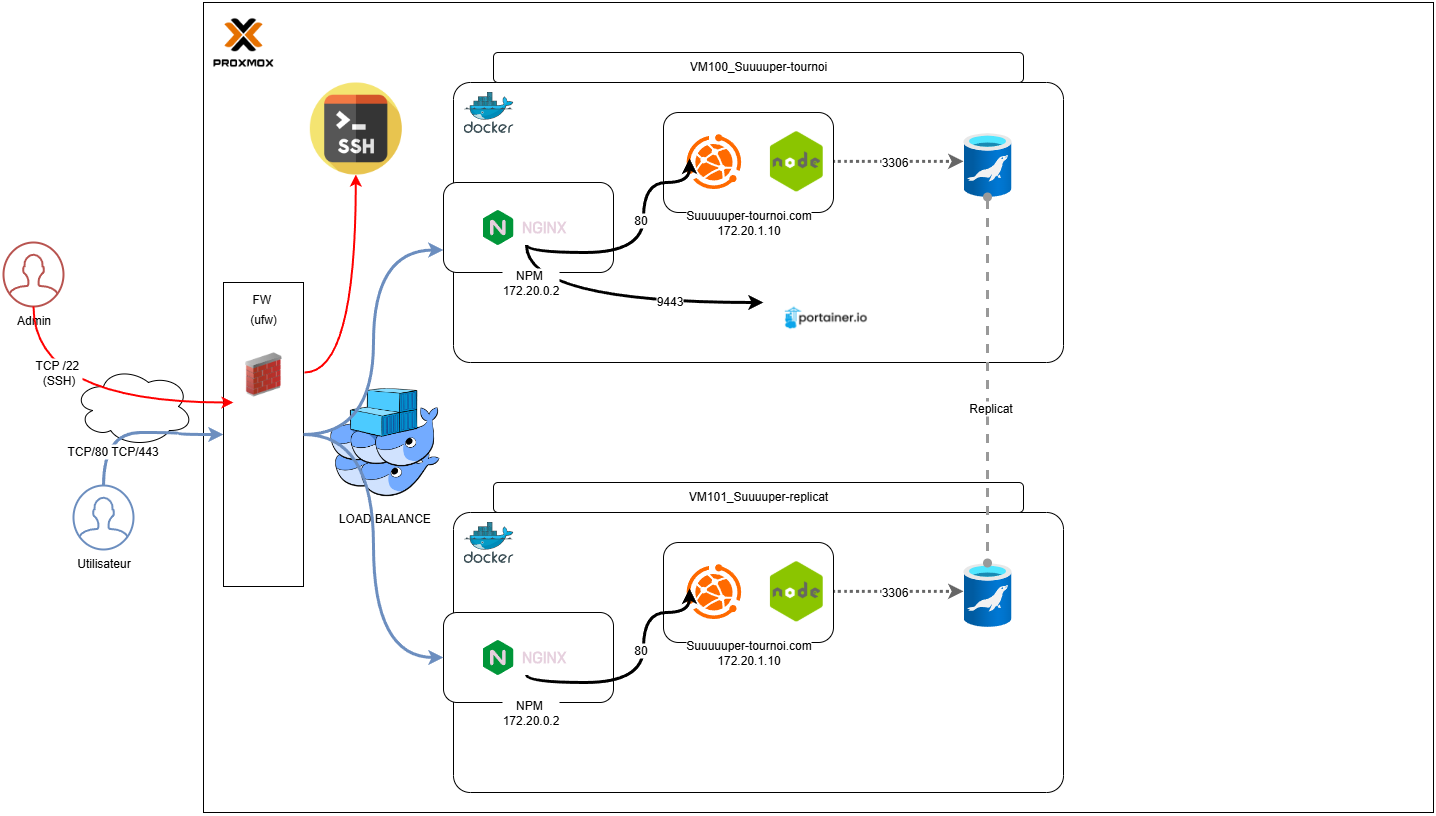 PROXMOX
VM100_Suuuuper-tournoi
docker
>_
SSH
node
3306
N NGINX
80
Suuuuuper-tournoi.com
172.20.1.10
NPM
172.20.0.2
9443
portainer.io
Admin
FW
(ufw)
TCP /22
(SSH)
TCP/80 TCP/443
Utilisateur
LOAD BALANCE
Replicat
VM101_Suuuuper-replicat
docker
node
3306
N NGINX
80
Suuuuuper-tournoi.com
172.20.1.10
NPM
172.20.0.2